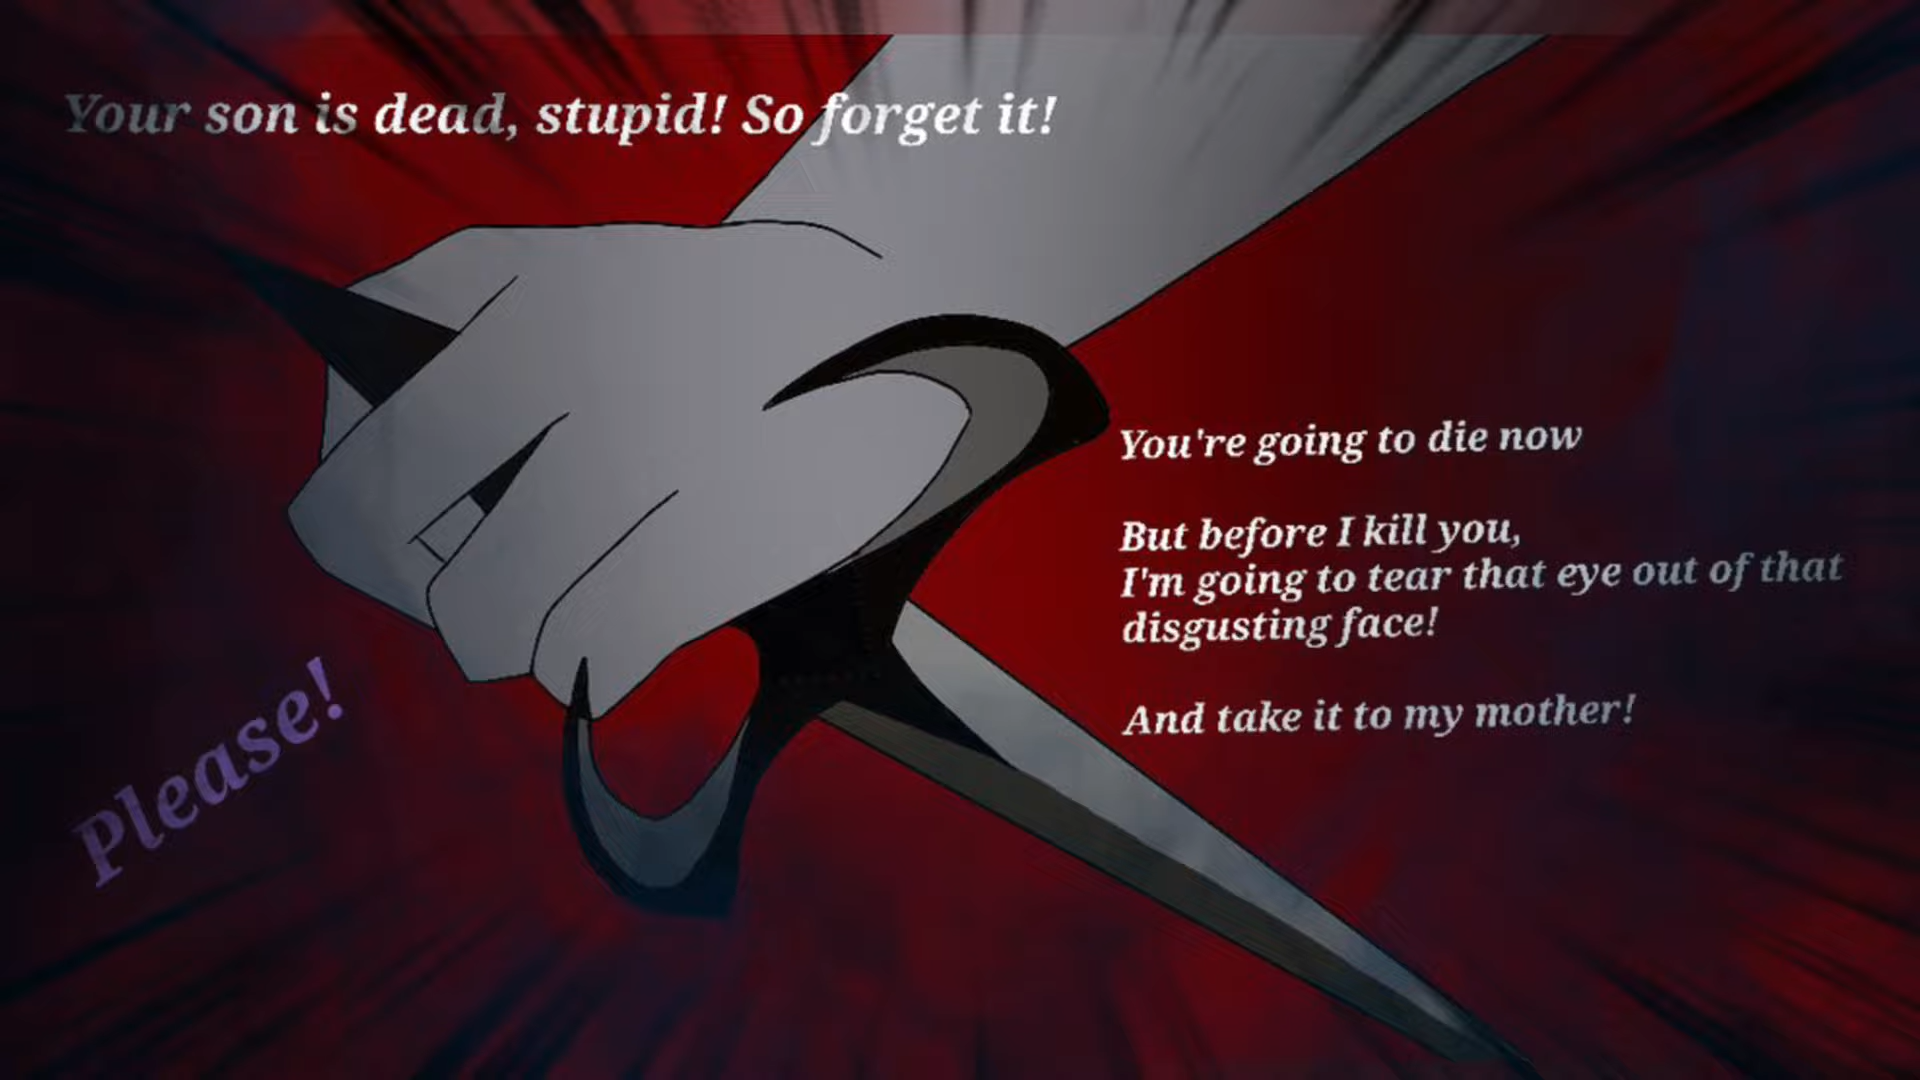 Your son is dead, stupid! So forget it!
You're going to die now
But before I kill you,
I'm going to tear that eye out of that
disgusting face!
And take it to my mother!
Please!